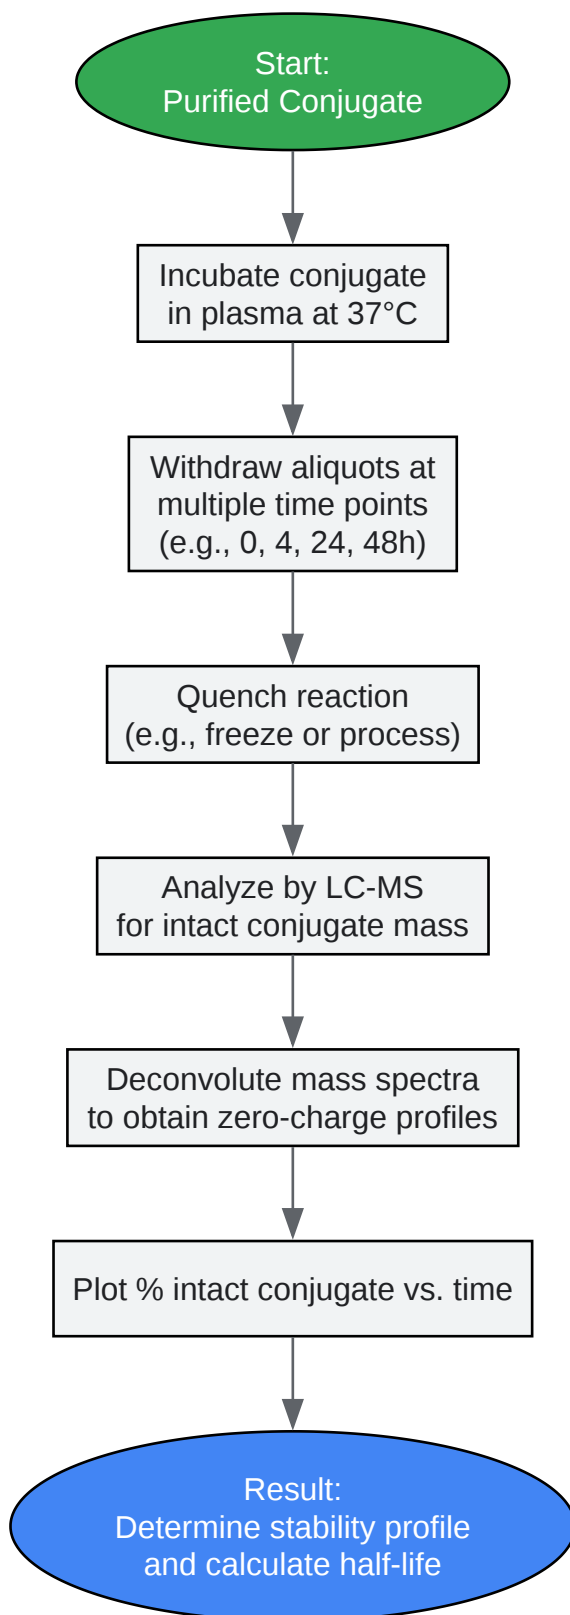 Start:
Purified Conjugate
Incubate conjugate
in plasma at 37°C
Withdraw aliquots at
multiple time points
(e.g., 0, 4, 24, 48h)
Quench reaction
(e.g., freeze or process)
Analyze by LC-MS
for intact conjugate mass
Deconvolute mass spectra
to obtain zero-charge profiles
Plot % intact conjugate vs. time
Result:
Determine stability profile
and calculate half-life